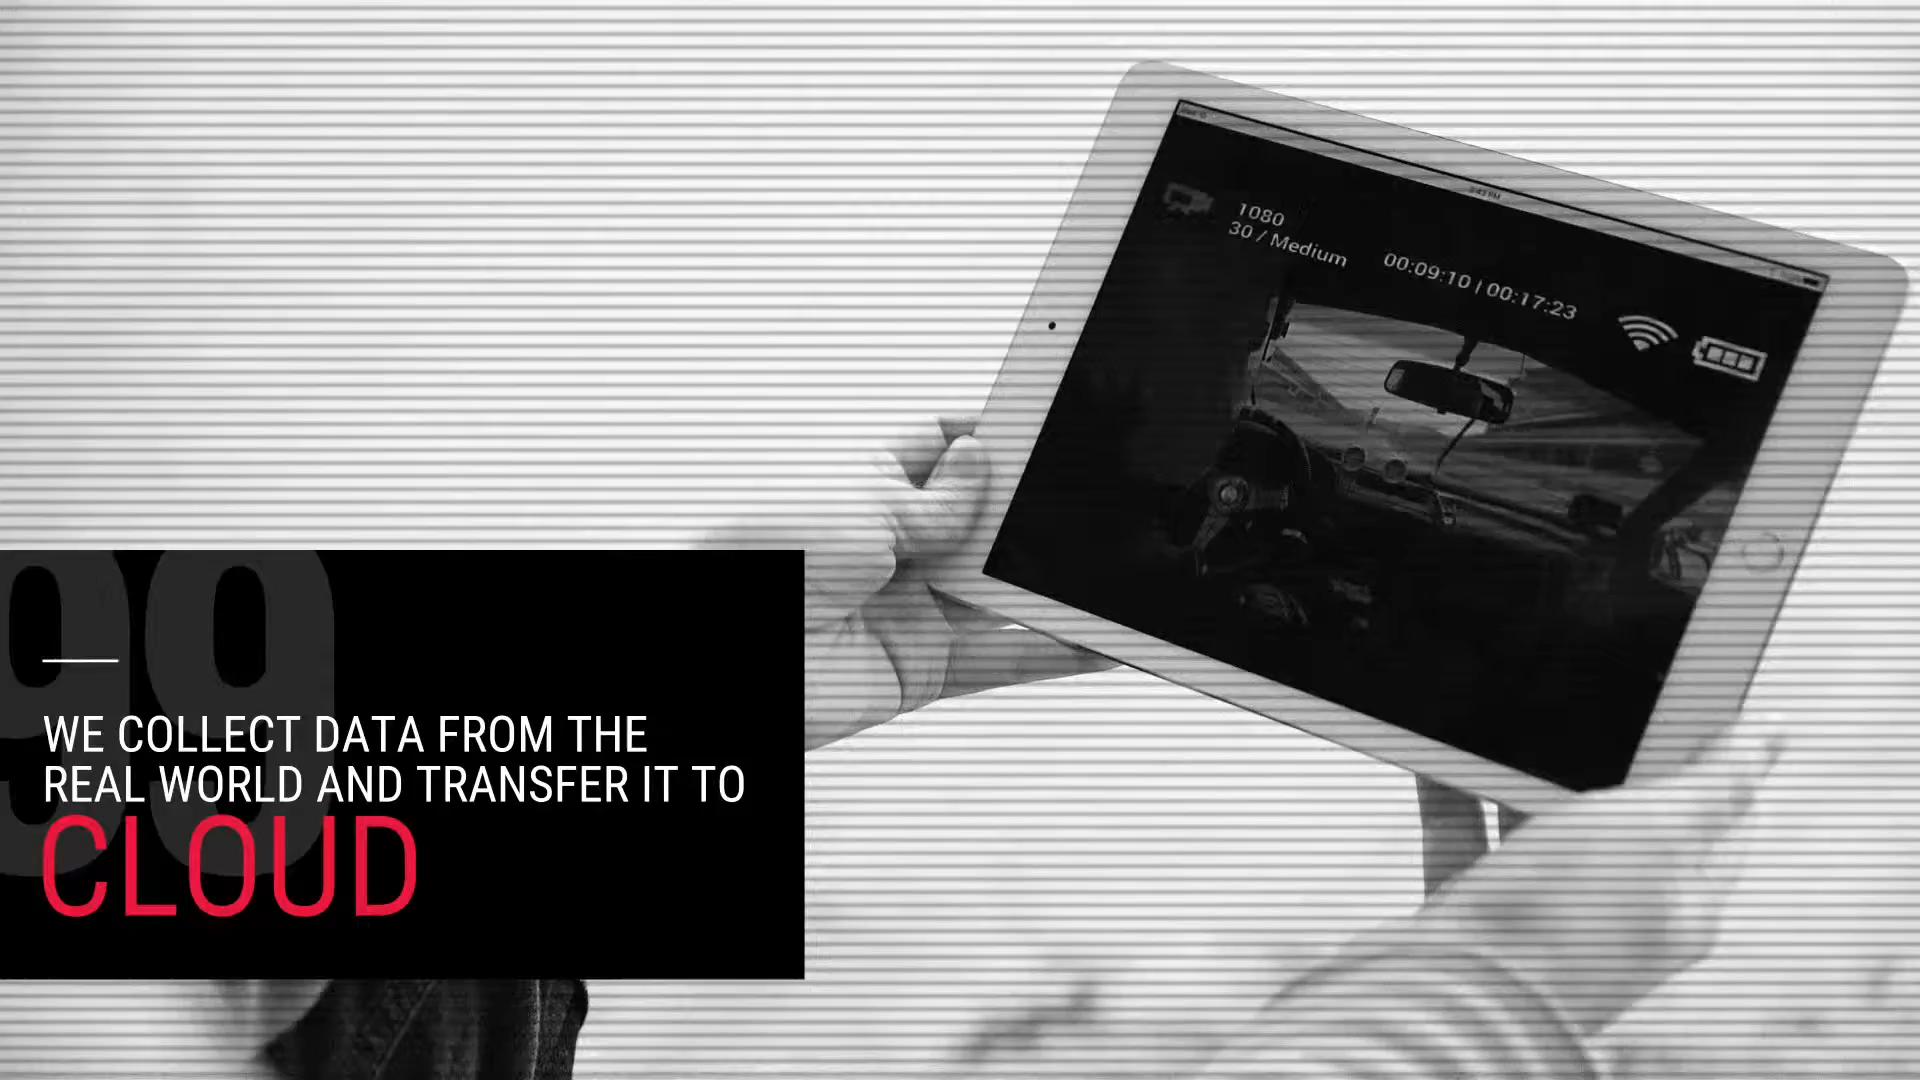 1080
30 / Medium
00:09:10 | 00:17:23
99
WE COLLECT DATA FROM THE
REAL WORLD AND TRANSFER IT TO
CLOUD